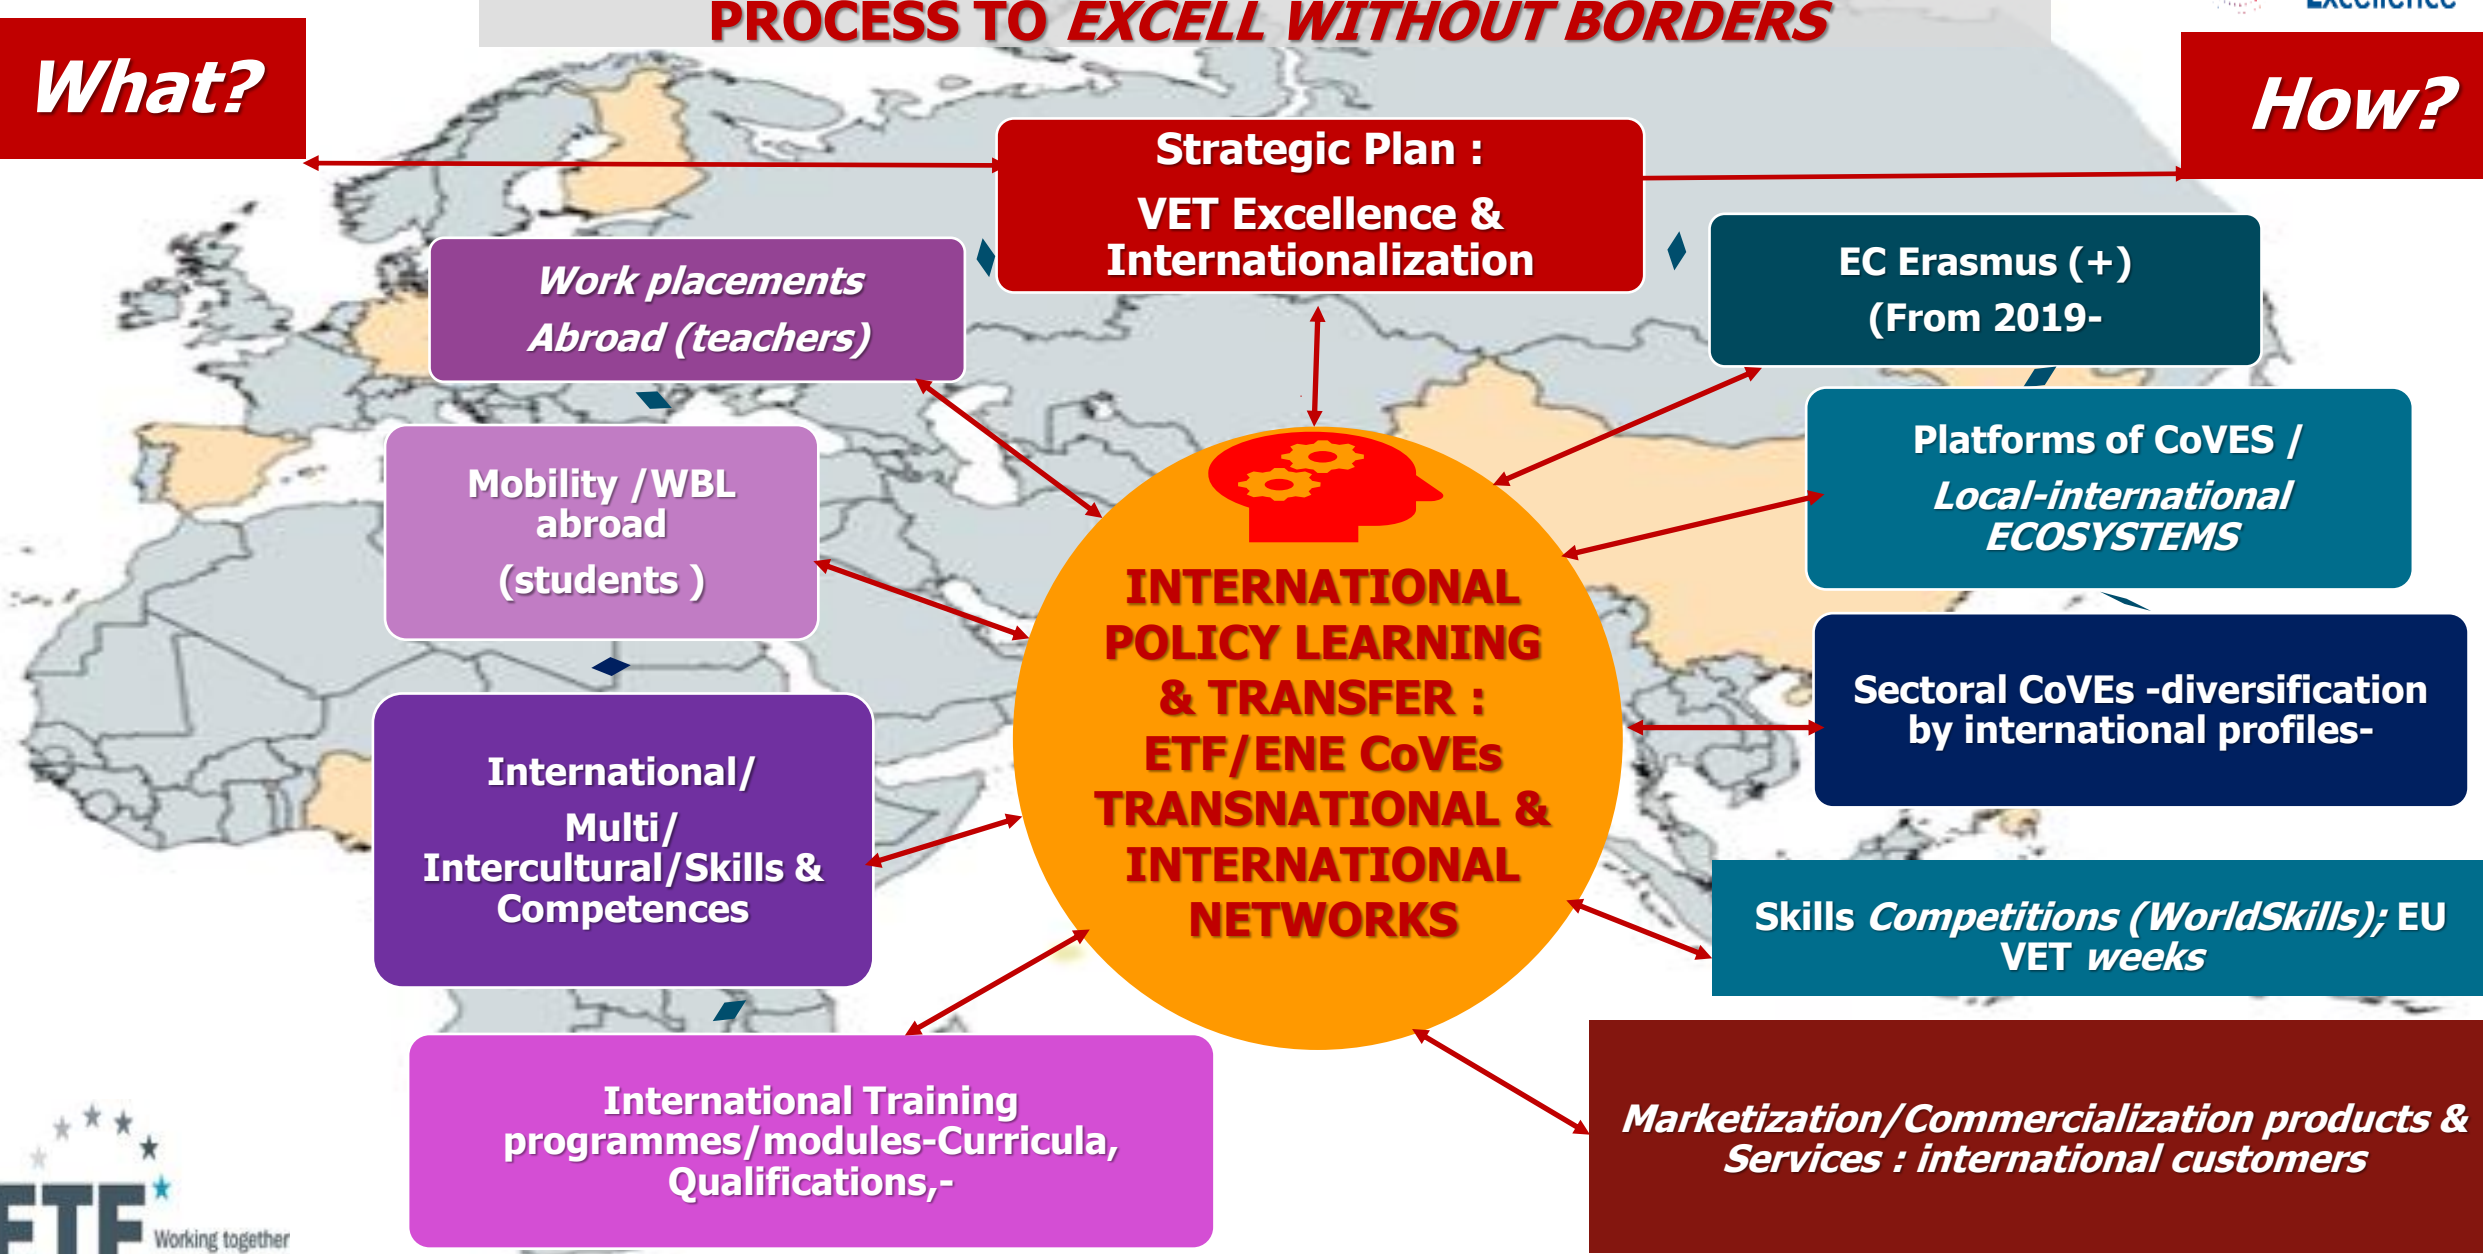 PROCESS TO EXCELL WITHOUT BORDERS
Excellence
What?
How?
Strategic Plan :
VET Excellence &
Internationalization
Work placements
Abroad (teachers)
EC Erasmus (+)
(From 2019-
Mobility /WBL
abroad
(students )
Platforms of CoVES /
Local-international
ECOSYSTEMS
INTERNATIONAL
POLICY LEARNING
& TRANSFER :
ETF/ENE CoVEs
TRANSNATIONAL &
INTERNATIONAL
NETWORKS
Sectoral CoVEs -diversification
by international profiles-
International/
Multi/
Intercultural/Skills &
Competences
Skills Competitions (WorldSkills); EU
VET weeks
International Training
programmes/modules-Curricula,
Qualifications,-
Marketization/Commercialization products &
Services : international customers
ETF
Working together